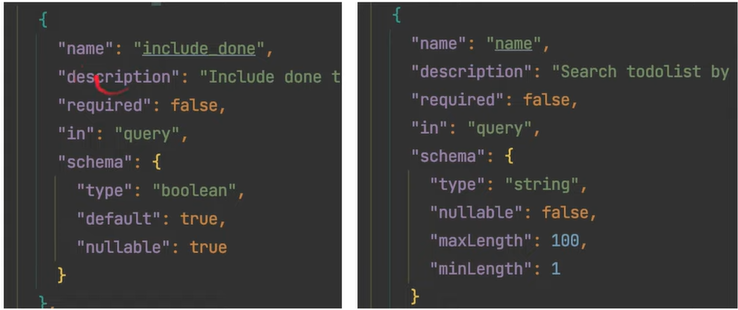 {
"name": "include_done",
"description": "Include done t
"required": false,
"in": "query",
"schema": {
"type": "boolean",
"default": true,
"nullable": true
}
},
{
"name": "name",
"description": "Search todolist by
"required": false,
"in": "query",
"schema": {
"type": "string",
"nullable": false,
"maxLength": 100,
"minLength": 1
}